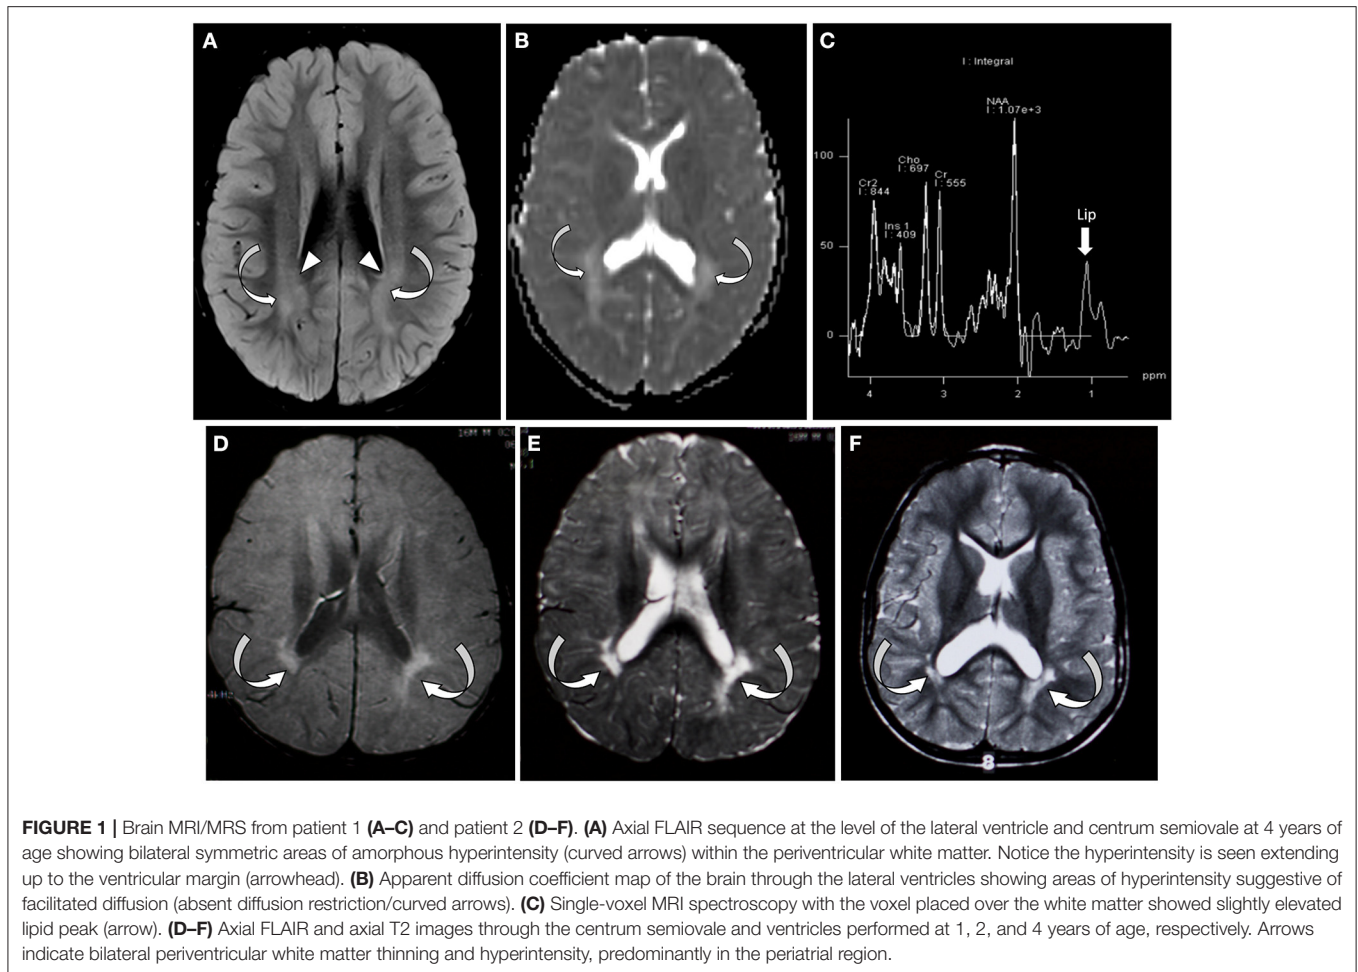 A
B
C
I : Integral
NAA
I : 1.07e+3
100
Cho
I : 697
Cr
I : 555
Cr2
I : 844
Ins 1
I : 409
Lip
50
0
ppm
4
3
2
1
D
E
F
8
FIGURE 1 | Brain MRI/MRS from patient 1 (A–C) and patient 2 (D–F). (A) Axial FLAIR sequence at the level of the lateral ventricle and centrum semiovale at 4 years of
age showing bilateral symmetric areas of amorphous hyperintensity (curved arrows) within the periventricular white matter. Notice the hyperintensity is seen extending
up to the ventricular margin (arrowhead). (B) Apparent diffusion coefficient map of the brain through the lateral ventricles showing areas of hyperintensity suggestive of
facilitated diffusion (absent diffusion restriction/curved arrows). (C) Single-voxel MRI spectroscopy with the voxel placed over the white matter showed slightly elevated
lipid peak (arrow). (D–F) Axial FLAIR and axial T2 images through the centrum semiovale and ventricles performed at 1, 2, and 4 years of age, respectively. Arrows
indicate bilateral periventricular white matter thinning and hyperintensity, predominantly in the periatrial region.